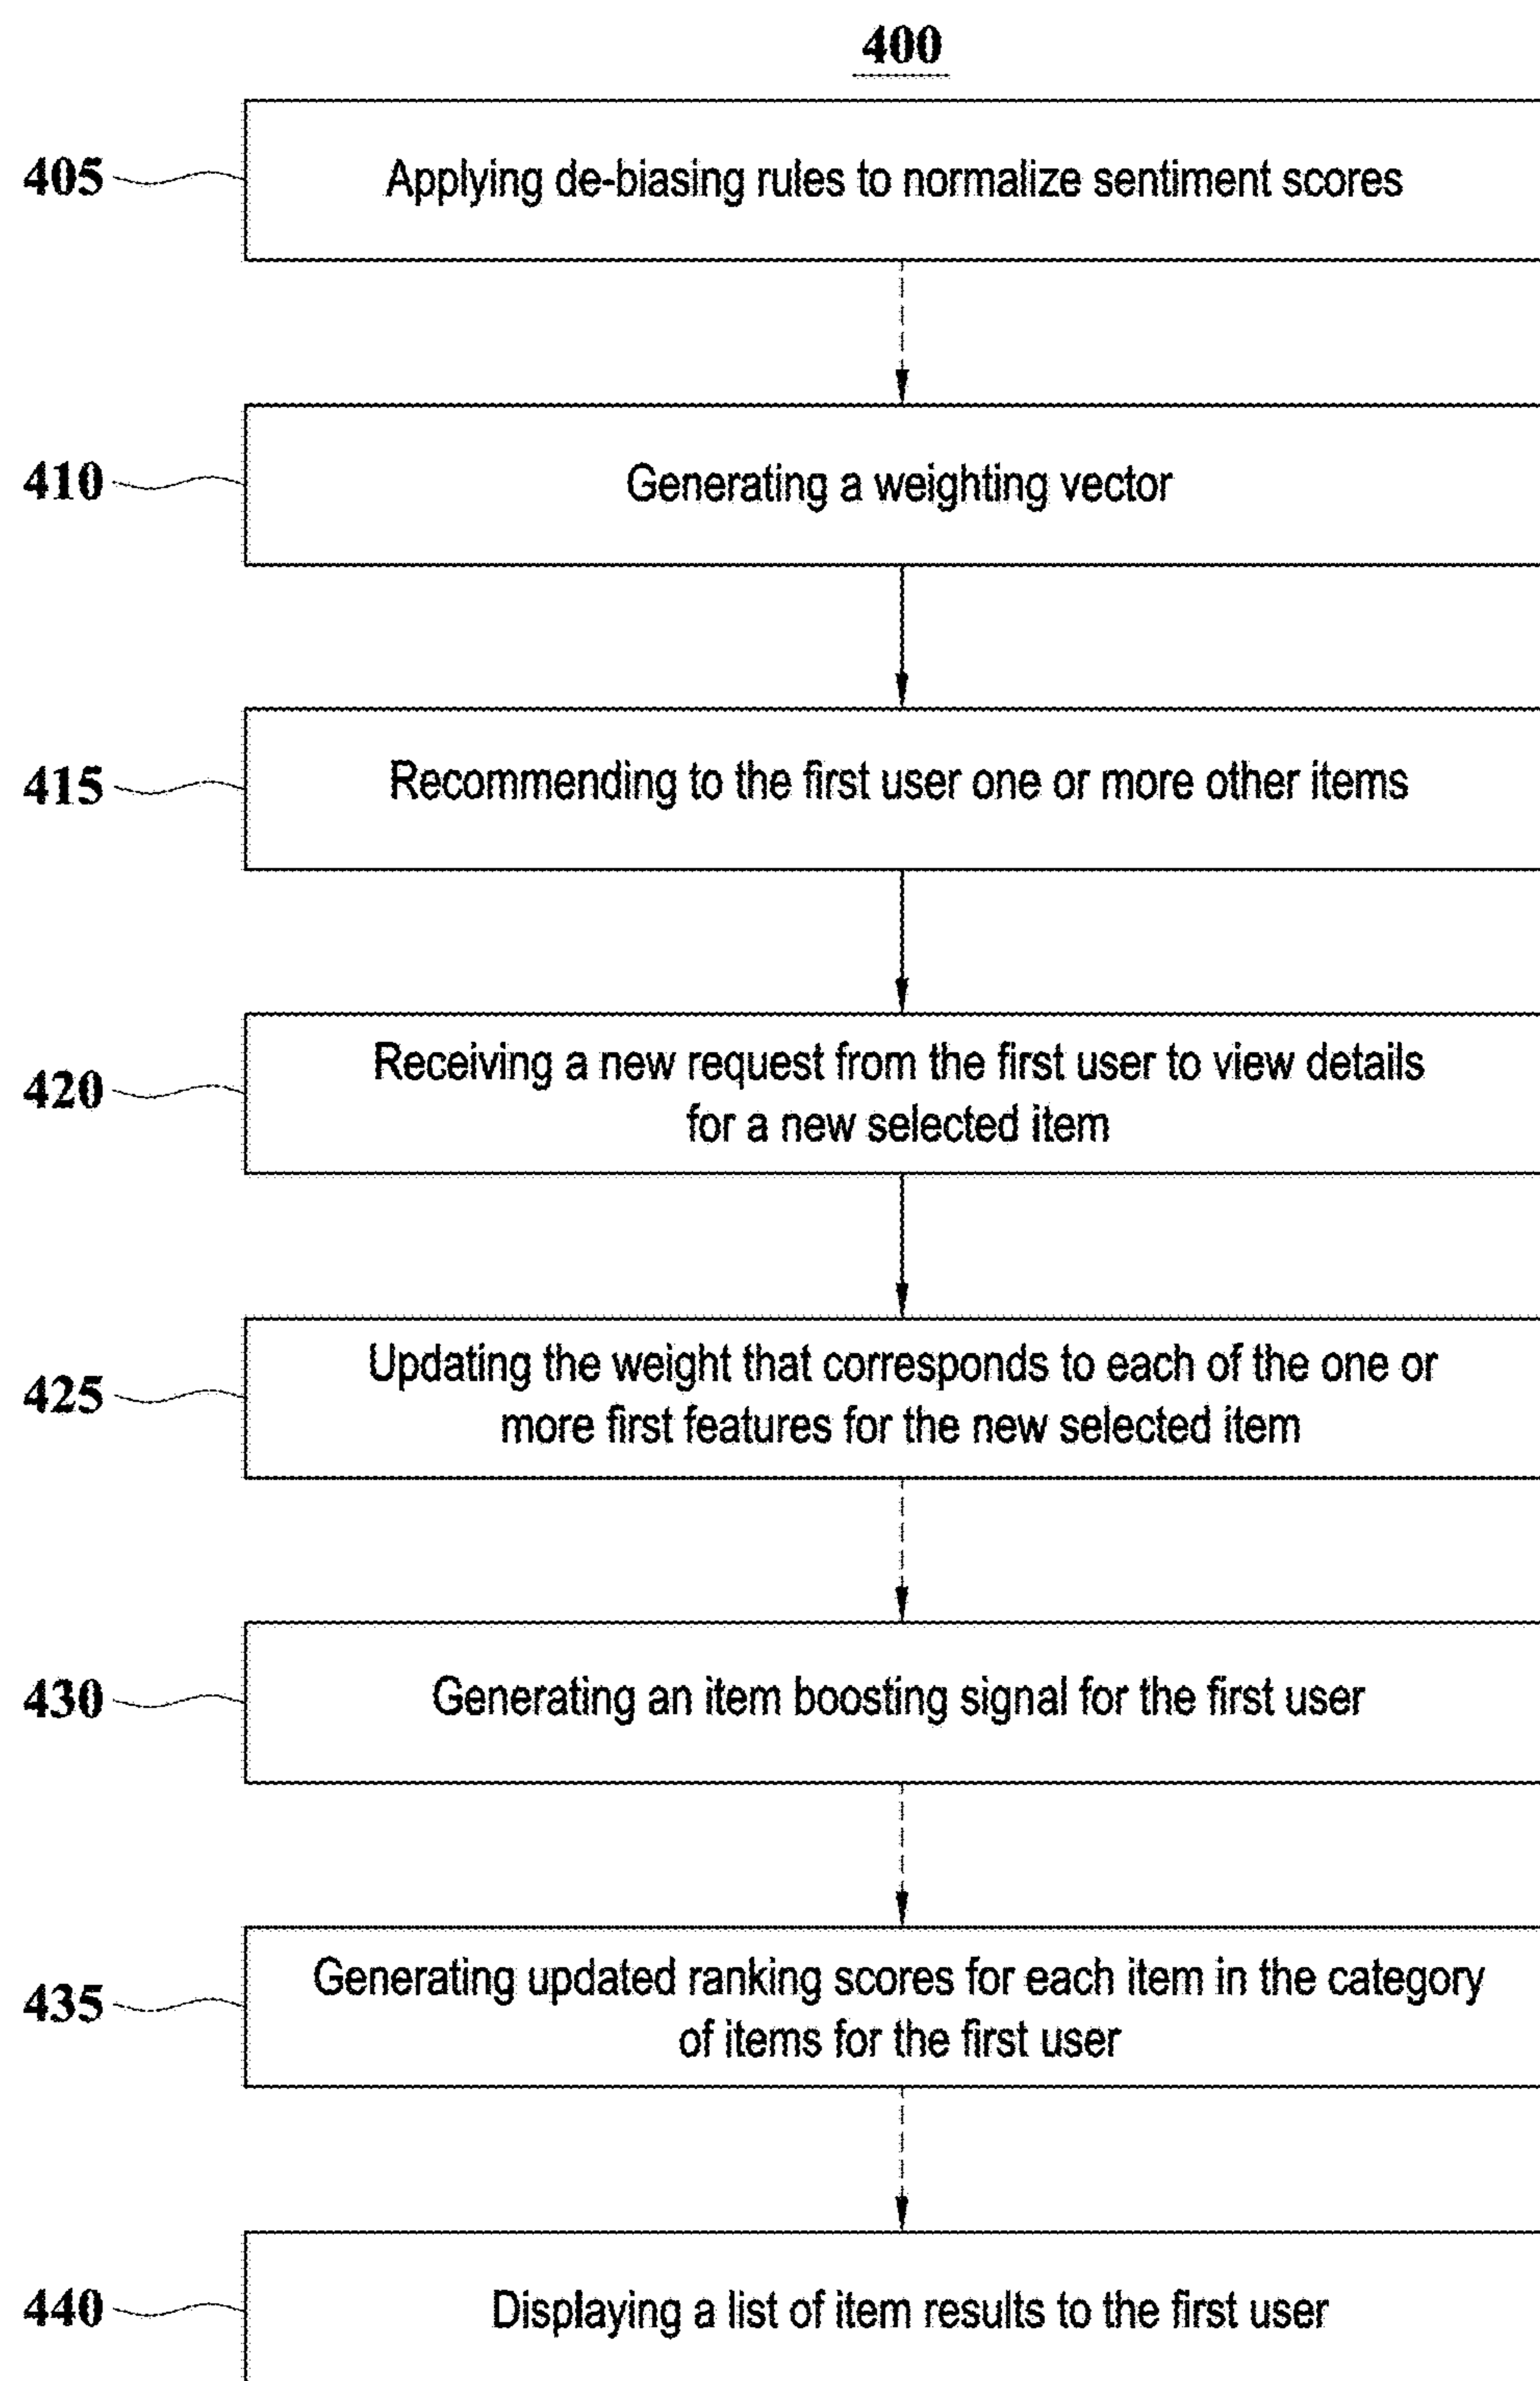 400
405
Applying de-biasing rules to normalize sentiment scores
410
Generating a weighting vector
415
Recommending to the first user one or more other items
420
Receiving a new request from the first user to view details
for a new selected item
425
Updating the weight that corresponds to each of the one or
more first features for the new selected item
430
Generating an item boosting signal for the first user
435
Generating updated ranking scores for each item in the category
of items for the first user
440
Displaying a list of item results to the first user